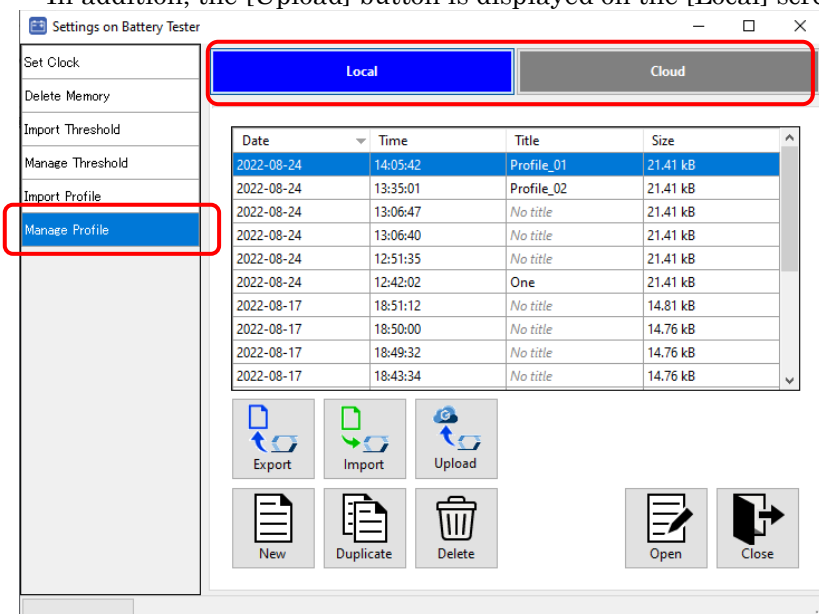 In addition, the [Upload] button is displayed on the [Local] scre
Settings on Battery Tester
Set Clock
Delete Memory
Import Threshold
Manage Threshold
Import Profile
Manage Profile
Local Cloud
Date Time Title Size
2022-08-24 14:05:42 Profile_01 21.41 kB
2022-08-24 13:35:01 Profile_02 21.41 kB
2022-08-24 13:06:47 No title 21.41 kB
2022-08-24 13:06:40 No title 21.41 kB
2022-08-24 12:51:35 No title 21.41 kB
2022-08-24 12:42:02 One 21.41 kB
2022-08-17 18:51:12 No title 14.81 kB
2022-08-17 18:50:00 No title 14.76 kB
2022-08-17 18:49:32 No title 14.76 kB
2022-08-17 18:43:34 No title 14.76 kB
Export Import Upload
New Duplicate Delete Open Close